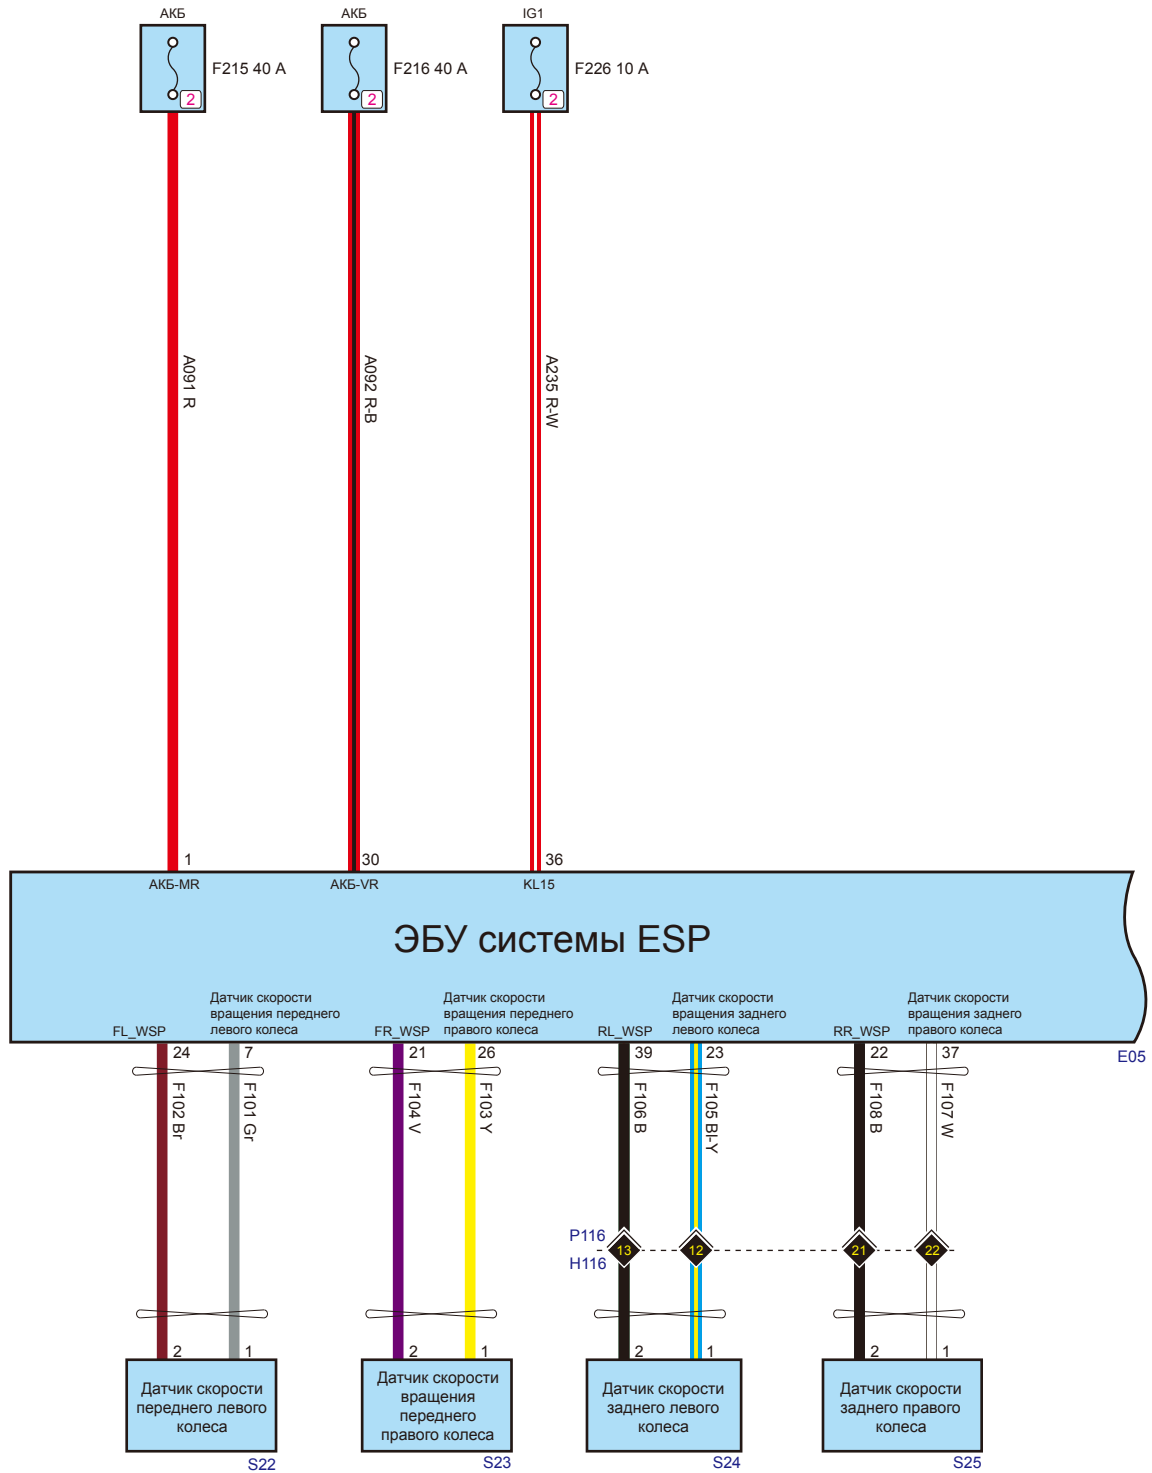 АКБ
АКБ
IG1
F215 40 А
F216 40 А
F226 10 А
2
2
2
A091 R
A092 R-B
A235 R-W
1
30
36
АКБ-MR
АКБ-VR
KL15
ЭБУ системы ESP
Датчик скорости
вращения переднего
левого колеса
Датчик скорости
вращения переднего
правого колеса
Датчик скорости
вращения заднего
левого колеса
Датчик скорости
вращения заднего
правого колеса
FL_WSP
FR_WSP
RL_WSP
RR_WSP
E05
24
7
21
26
39
23
22
37
F102 Br
F101 Gr
F104 V
F103 Y
F106 B
F105 Bl-Y
F108 B
F107 W
P116
H116
13
12
21
22
2
1
2
1
2
1
2
1
Датчик скорости
переднего левого
колеса
Датчик скорости
вращения
переднего
правого колеса
Датчик скорости
заднего левого
колеса
Датчик скорости
заднего правого
колеса
S22
S23
S24
S25